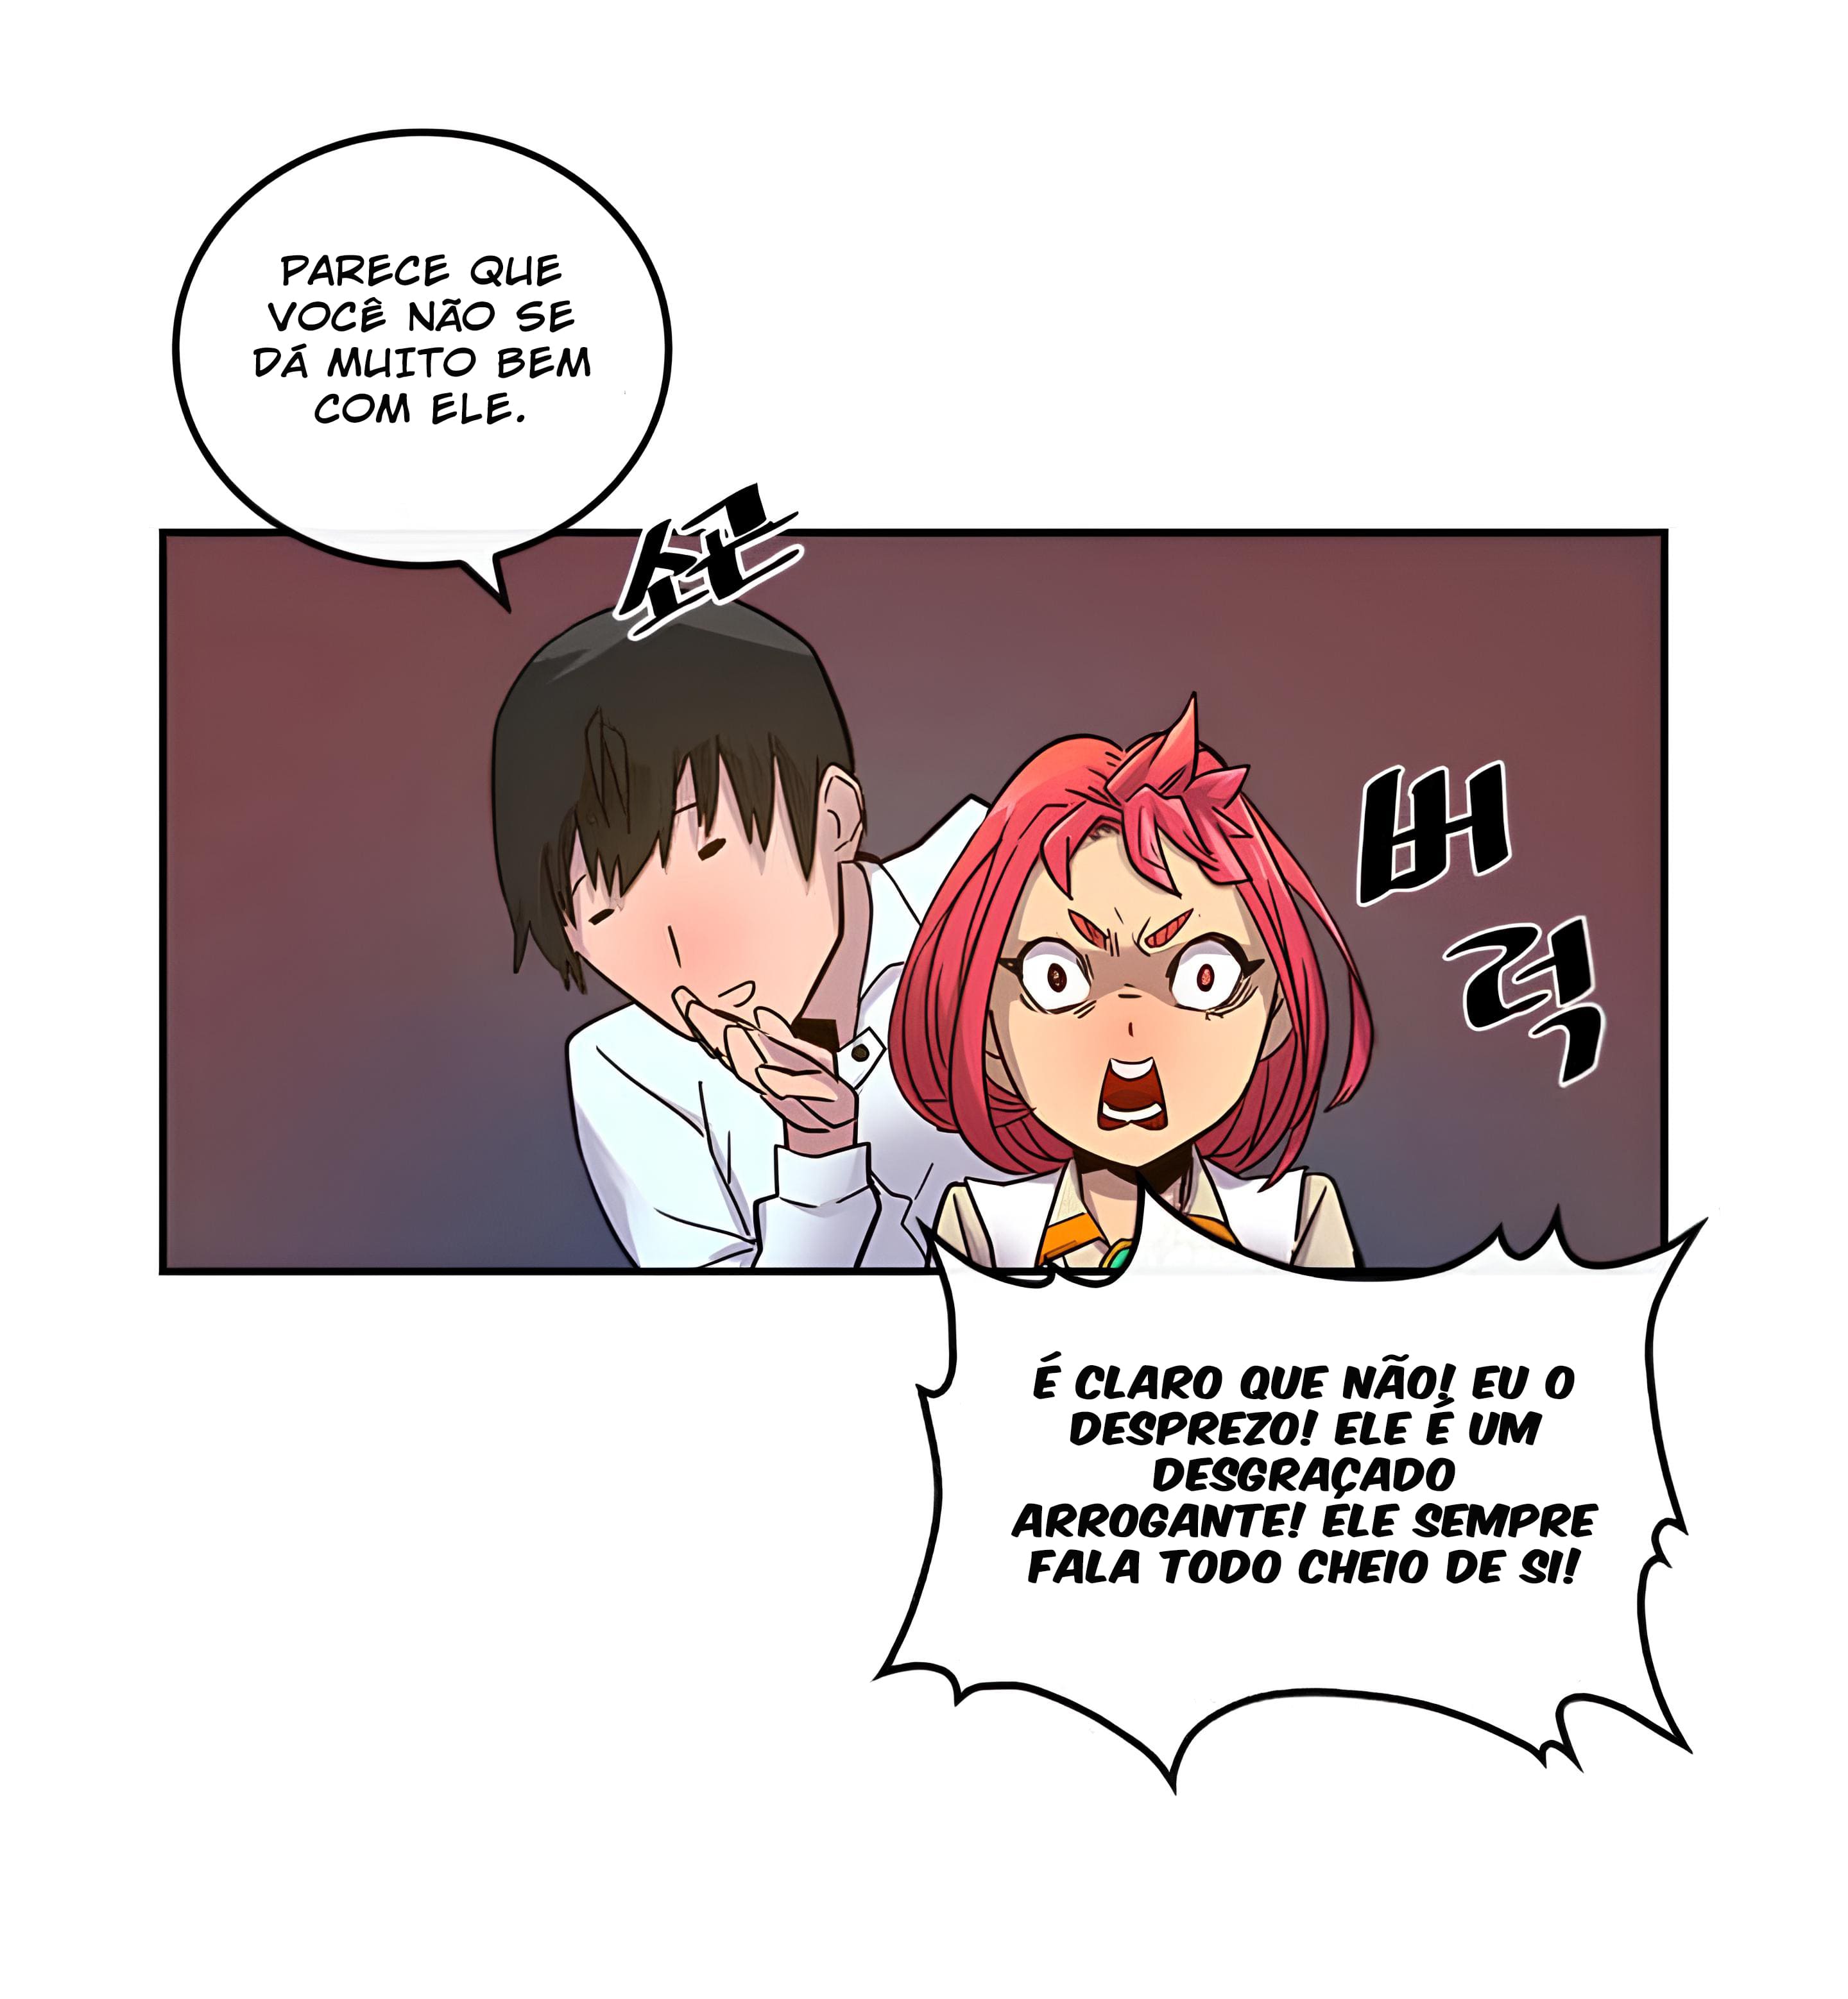 PARECE QUE
VOCÊ NÃO SE
DÁ MUITO BEM
COM ELE.
버
럭
É CLARO QUE NÃO! EU O
DESPREZO! ELE É UM
DESGRAÇADO
ARROGANTE! ELE SEMPRE
FALA TODO CHEIO DE SI!